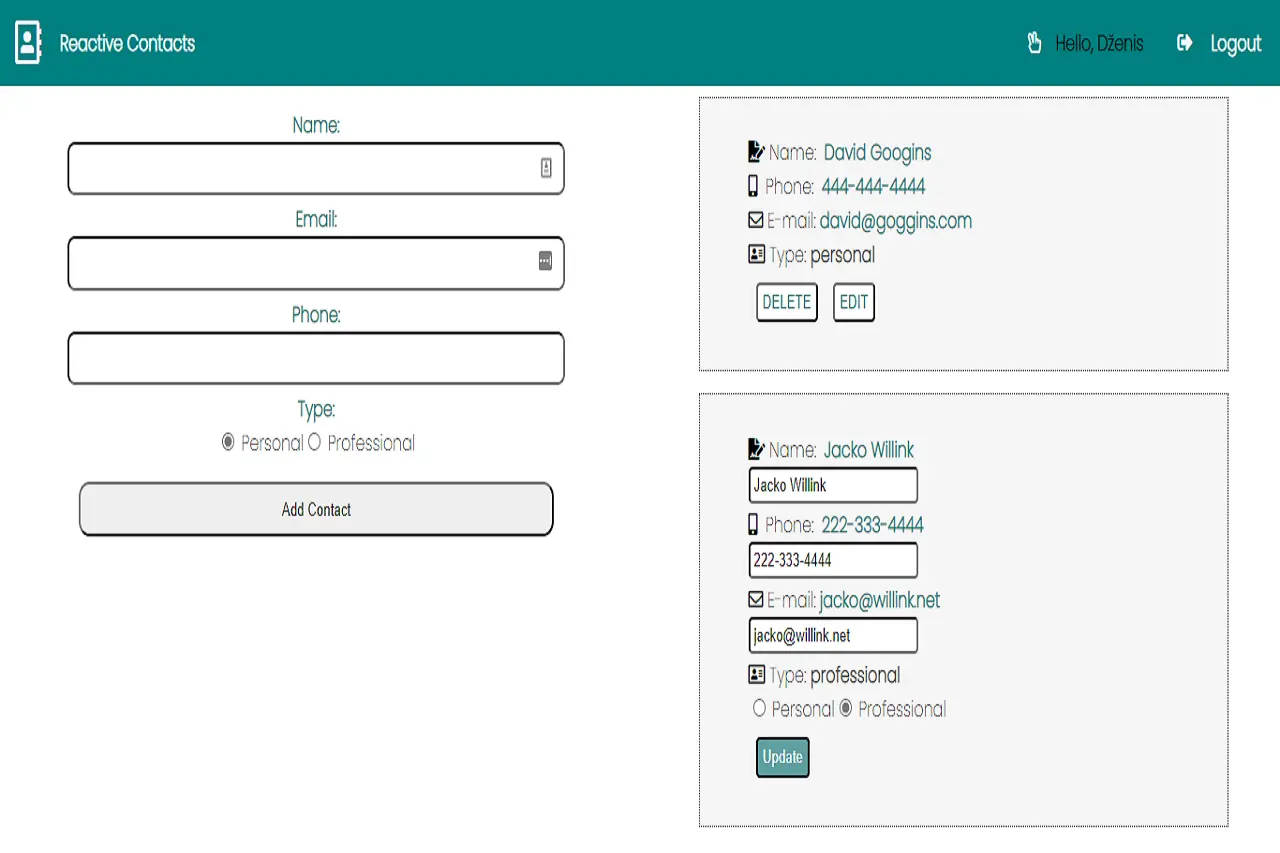 Reactive Contacts
Hello, Dženis
Logout
Name:
Email:
Phone:
Type:
Personal Professional
Add Contact
Name: David Googins
Phone: 444-444-4444
E-mail: david@goggins.com
Type: personal
DELETE EDIT
Name: Jacko Willink
Jacko Willink
Phone: 222-333-4444
222-333-4444
E-mail: jacko@willink.net
jacko@willink.net
Type: professional
Personal Professional
Update